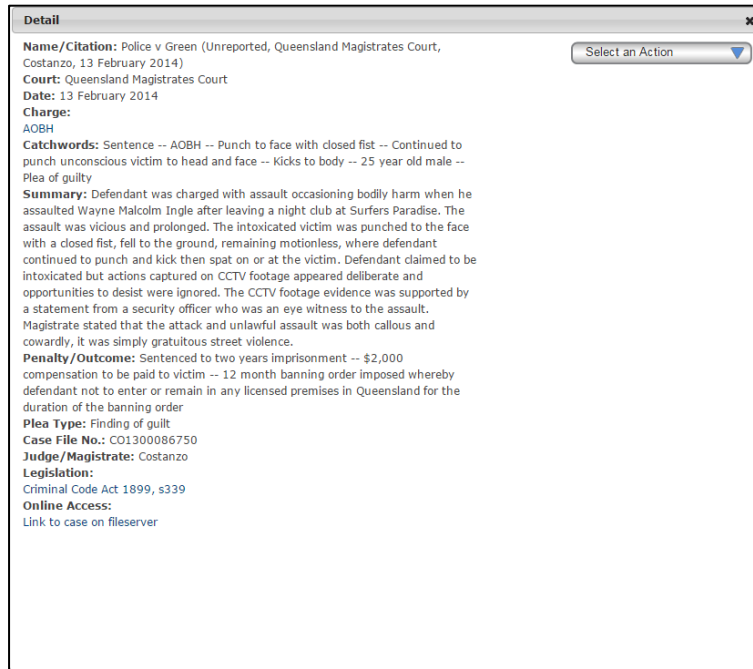 Detail
Select an Action
Name/Citation: Police v Green (Unreported, Queensland Magistrates Court,
Costanzo, 13 February 2014)
Court: Queensland Magistrates Court
Date: 13 February 2014
Charge:
AOBH
Catchwords: Sentence -- AOBH -- Punch to face with closed fist -- Continued to
punch unconscious victim to head and face -- Kicks to body -- 25 year old male --
Plea of guilty
Summary: Defendant was charged with assault occasioning bodily harm when he
assaulted Wayne Malcolm Ingle after leaving a night club at Surfers Paradise. The
assault was vicious and prolonged. The intoxicated victim was punched to the face
with a closed fist, fell to the ground, remaining motionless, where defendant
continued to punch and kick then spat on or at the victim. Defendant claimed to be
intoxicated but actions captured on CCTV footage appeared deliberate and
opportunities to desist were ignored. The CCTV footage evidence was supported by
a statement from a security officer who was an eye witness to the assault.
Magistrate stated that the attack and unlawful assault was both callous and
cowardly, it was simply gratuitous street violence.
Penalty/Outcome: Sentenced to two years imprisonment -- $2,000
compensation to be paid to victim -- 12 month banning order imposed whereby
defendant not to enter or remain in any licensed premises in Queensland for the
duration of the banning order
Plea Type: Finding of guilt
Case File No.: CO1300086750
Judge/Magistrate: Costanzo
Legislation:
Criminal Code Act 1899, s339
Online Access:
Link to case on fileserver